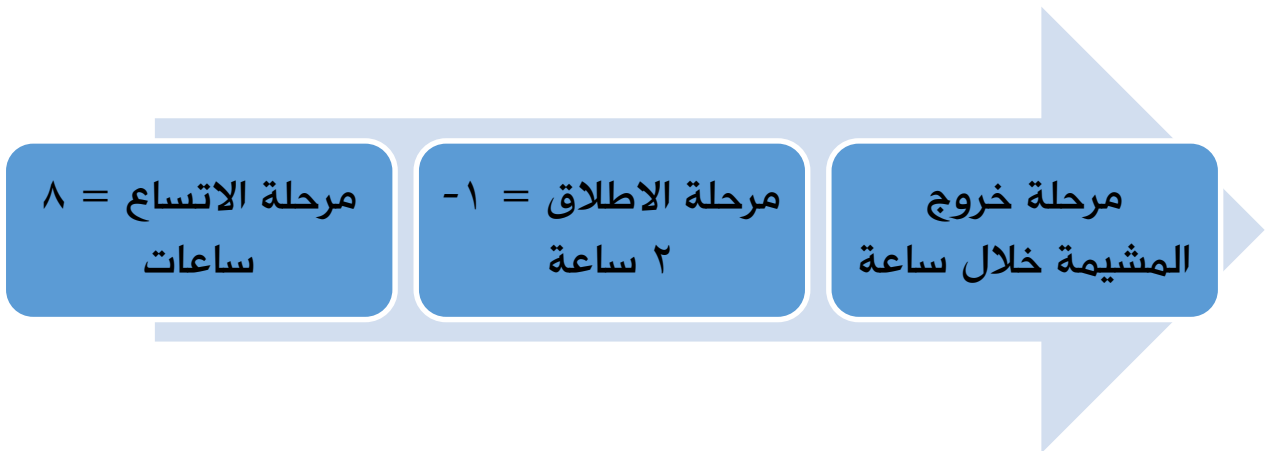 مرحلة الاتساع = ٨
ساعات
مرحلة الاطلاق = ١-
٢ ساعة
مرحلة خروج
المشيمة خلال ساعة